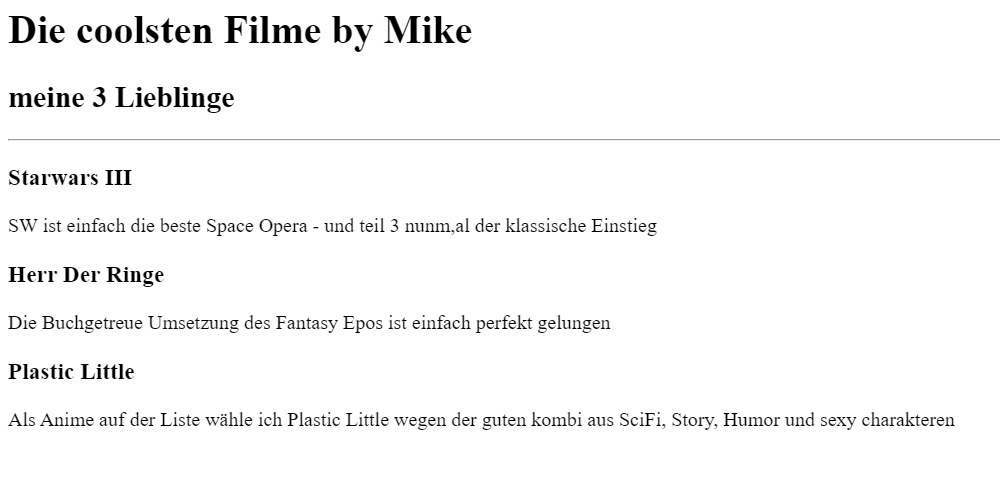 Die coolsten Filme by Mike
meine 3 Lieblinge
Starwars III
SW ist einfach die beste Space Opera - und teil 3 nunm,al der klassische Einstieg
Herr Der Ringe
Die Buchgetreue Umsetzung des Fantasy Epos ist einfach perfekt gelungen
Plastic Little
Als Anime auf der Liste wähle ich Plastic Little wegen der guten kombi aus SciFi, Story, Humor und sexy charakteren